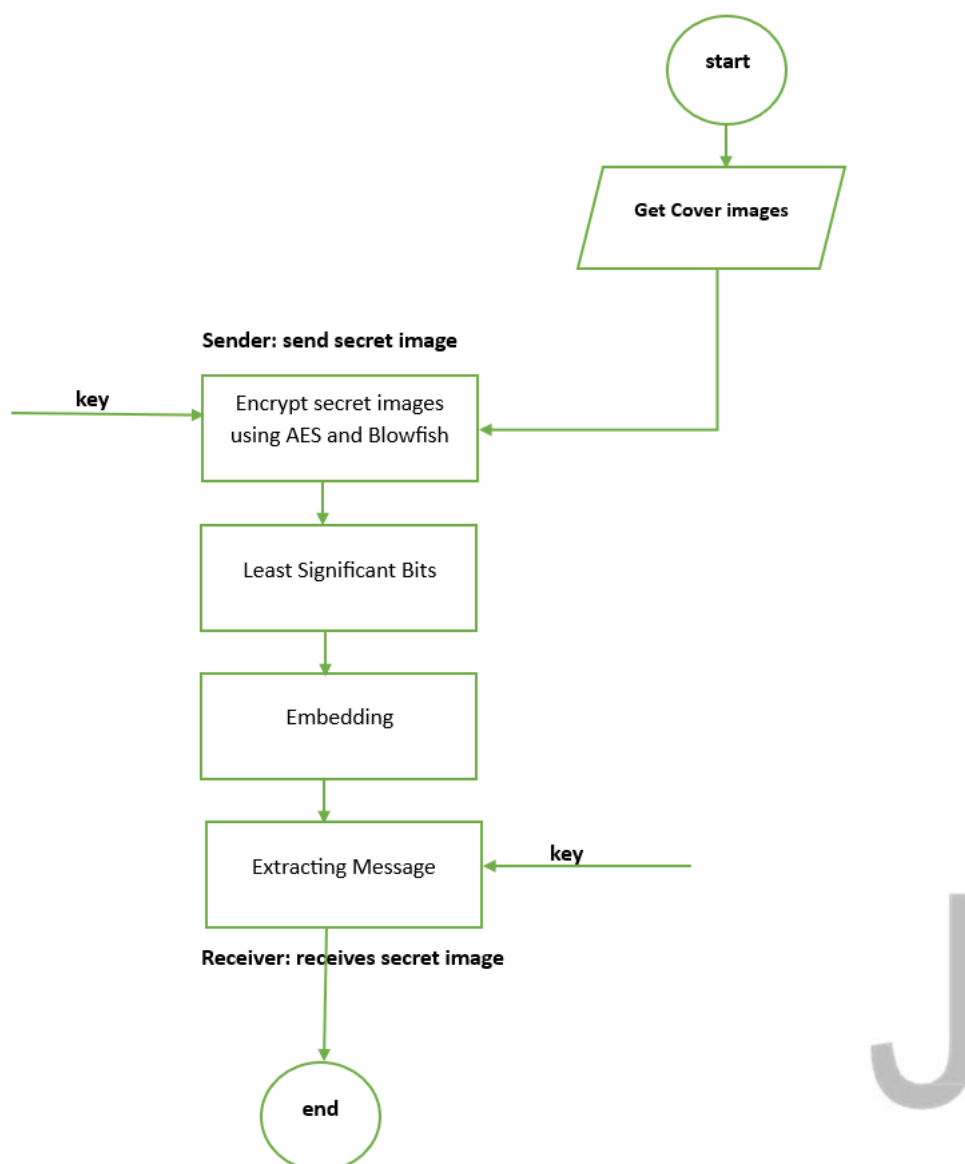 start
Get Cover images
Sender: send secret image
key
Encrypt secret images
using AES and Blowfish
Least Significant Bits
Embedding
Extracting Message
key
Receiver: receives secret image
end
J